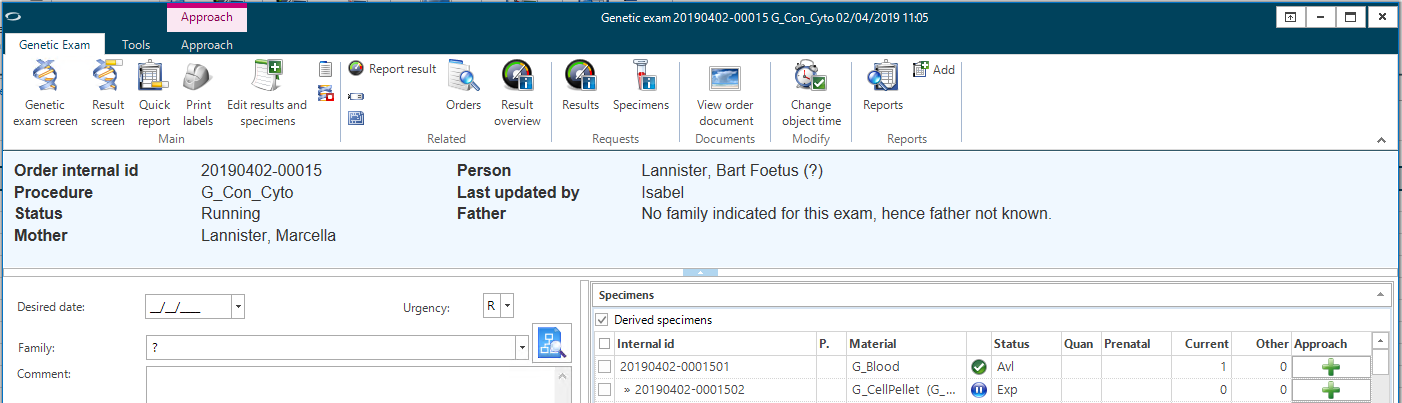 Approach
Genetic exam 20190402-00015 G_Con_Cyto 02/04/2019 11:05
Genetic Exam Tools Approach
Genetic exam screen
Result screen
Quick report
Print labels
Edit results and specimens
Main
Report result
Orders
Result overview
Related
Results
Specimens
Requests
View order document
Documents
Change object time
Modify
Reports
Add
Reports
Order internal id 20190402-00015 Person Lannister, Bart Foetus (?)
Procedure G_Con_Cyto Last updated by Isabel
Status Running Father No family indicated for this exam, hence father not known.
Mother Lannister, Marcella
Desired date: __/__/____ Urgency: R
Family: ?
Comment:
Specimens
Derived specimens
Internal id P. Material Status Quan Prenatal Current Other Approach
20190402-0001501 G_Blood Avl 1 0
» 20190402-0001502 G_CellPellet (G_... Exp 0 0